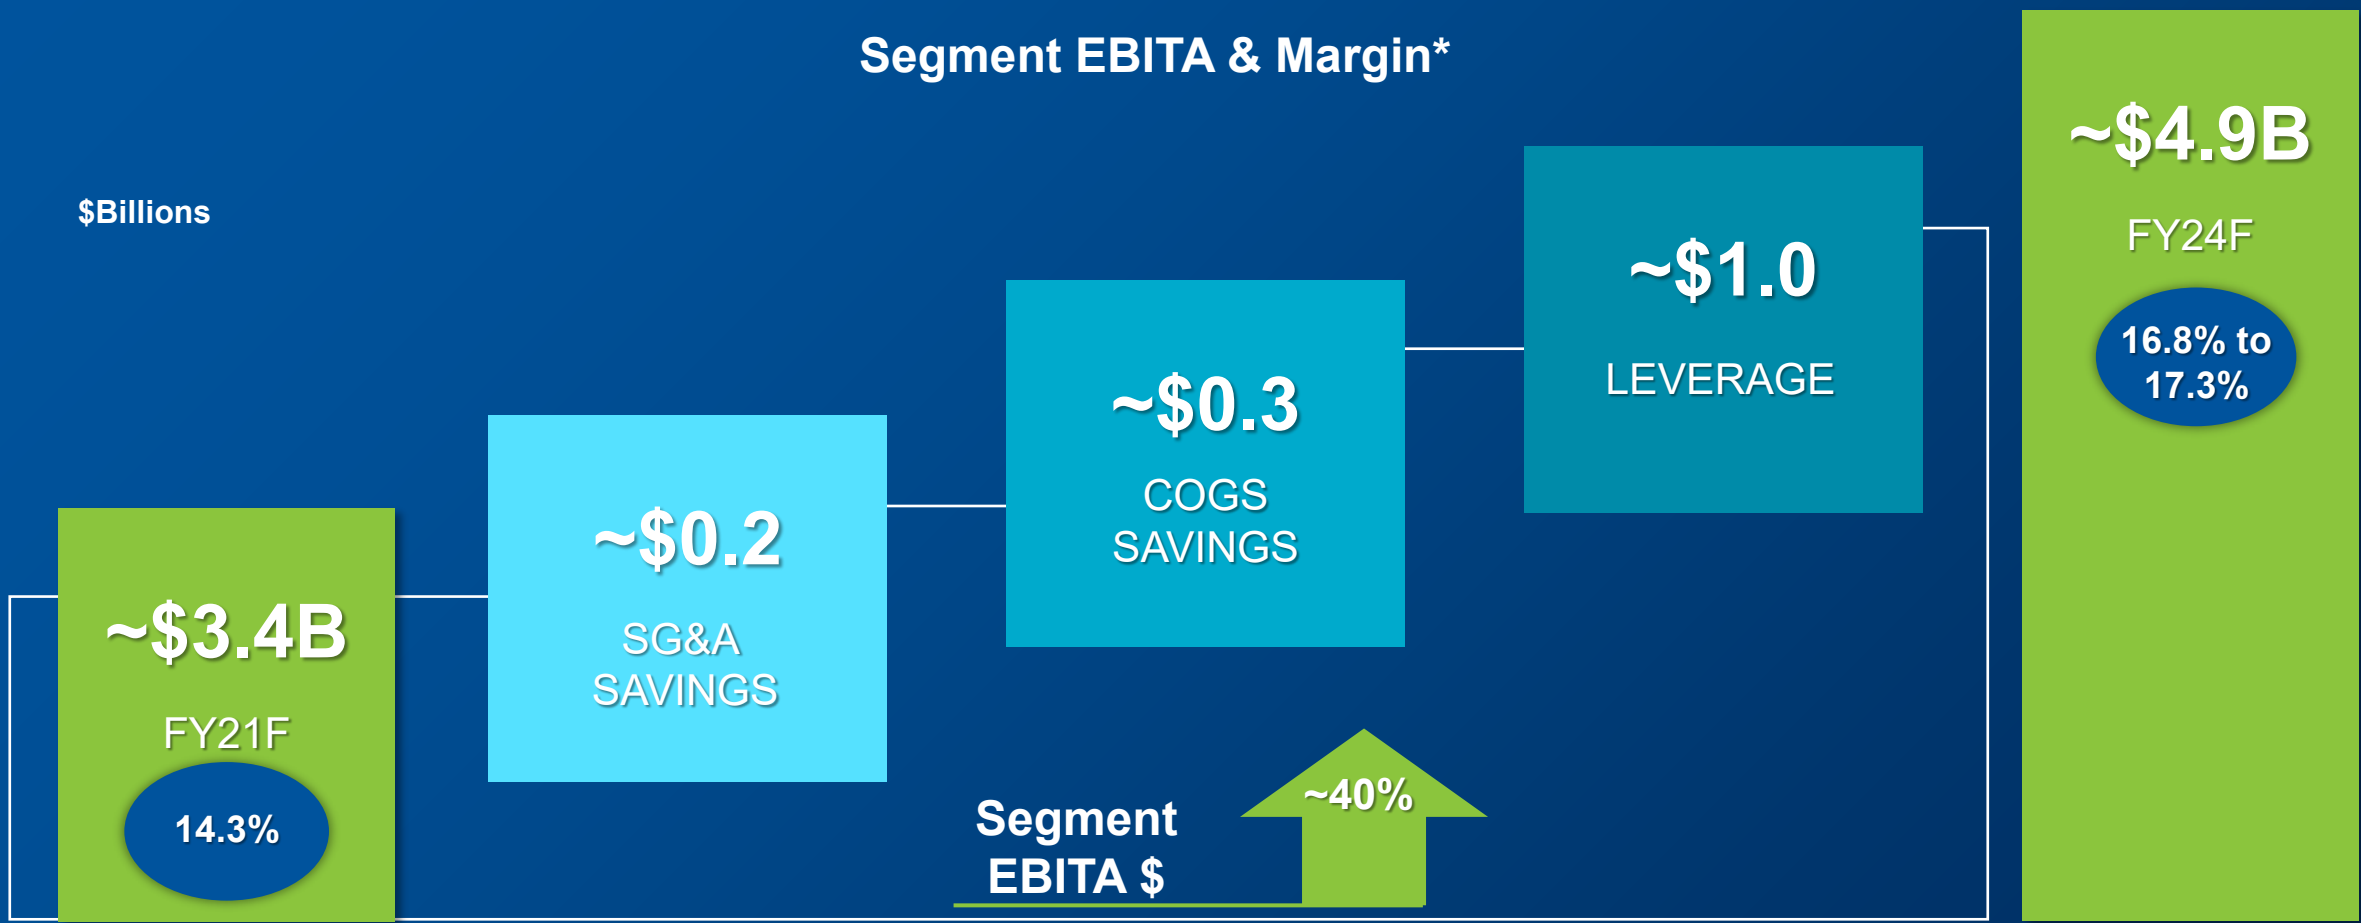 Segment EBITA & Margin*
$Billions
~$3.4B
FY21F
14.3%
~$0.2
SG&A
SAVINGS
~$0.3
COGS
SAVINGS
~$1.0
LEVERAGE
~$4.9B
FY24F
16.8% to
17.3%
Segment
EBITA $
~40%